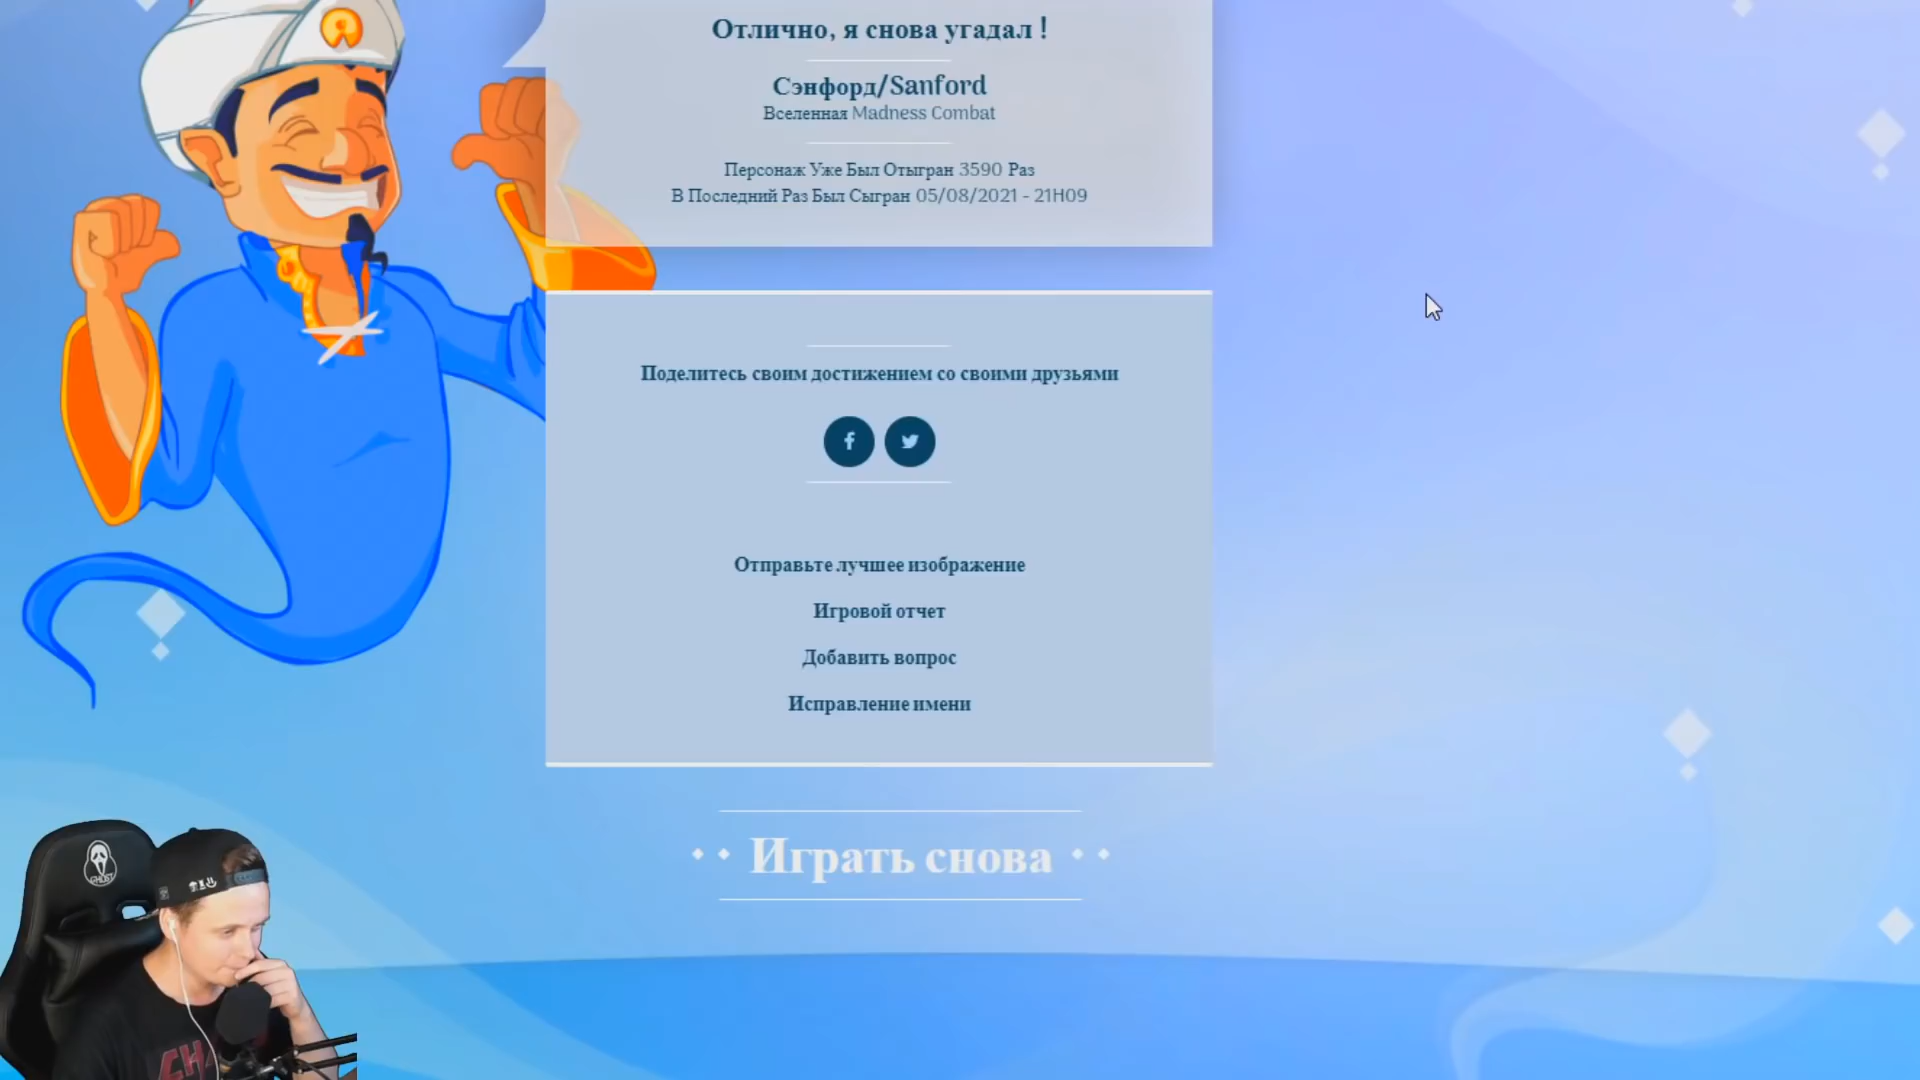 Отлично, я снова угадал !
Сэнфорд/Sanford
Вселенная Madness Combat
Персонаж Уже Был Отыгран 3590 Раз
В Последний Раз Был Сыгран 05/08/2021 - 21H09
Поделитесь своим достижением со своими друзьями
Отправьте лучшее изображение
Игровой отчет
Добавить вопрос
Исправление имени
Играть снова
GHOST